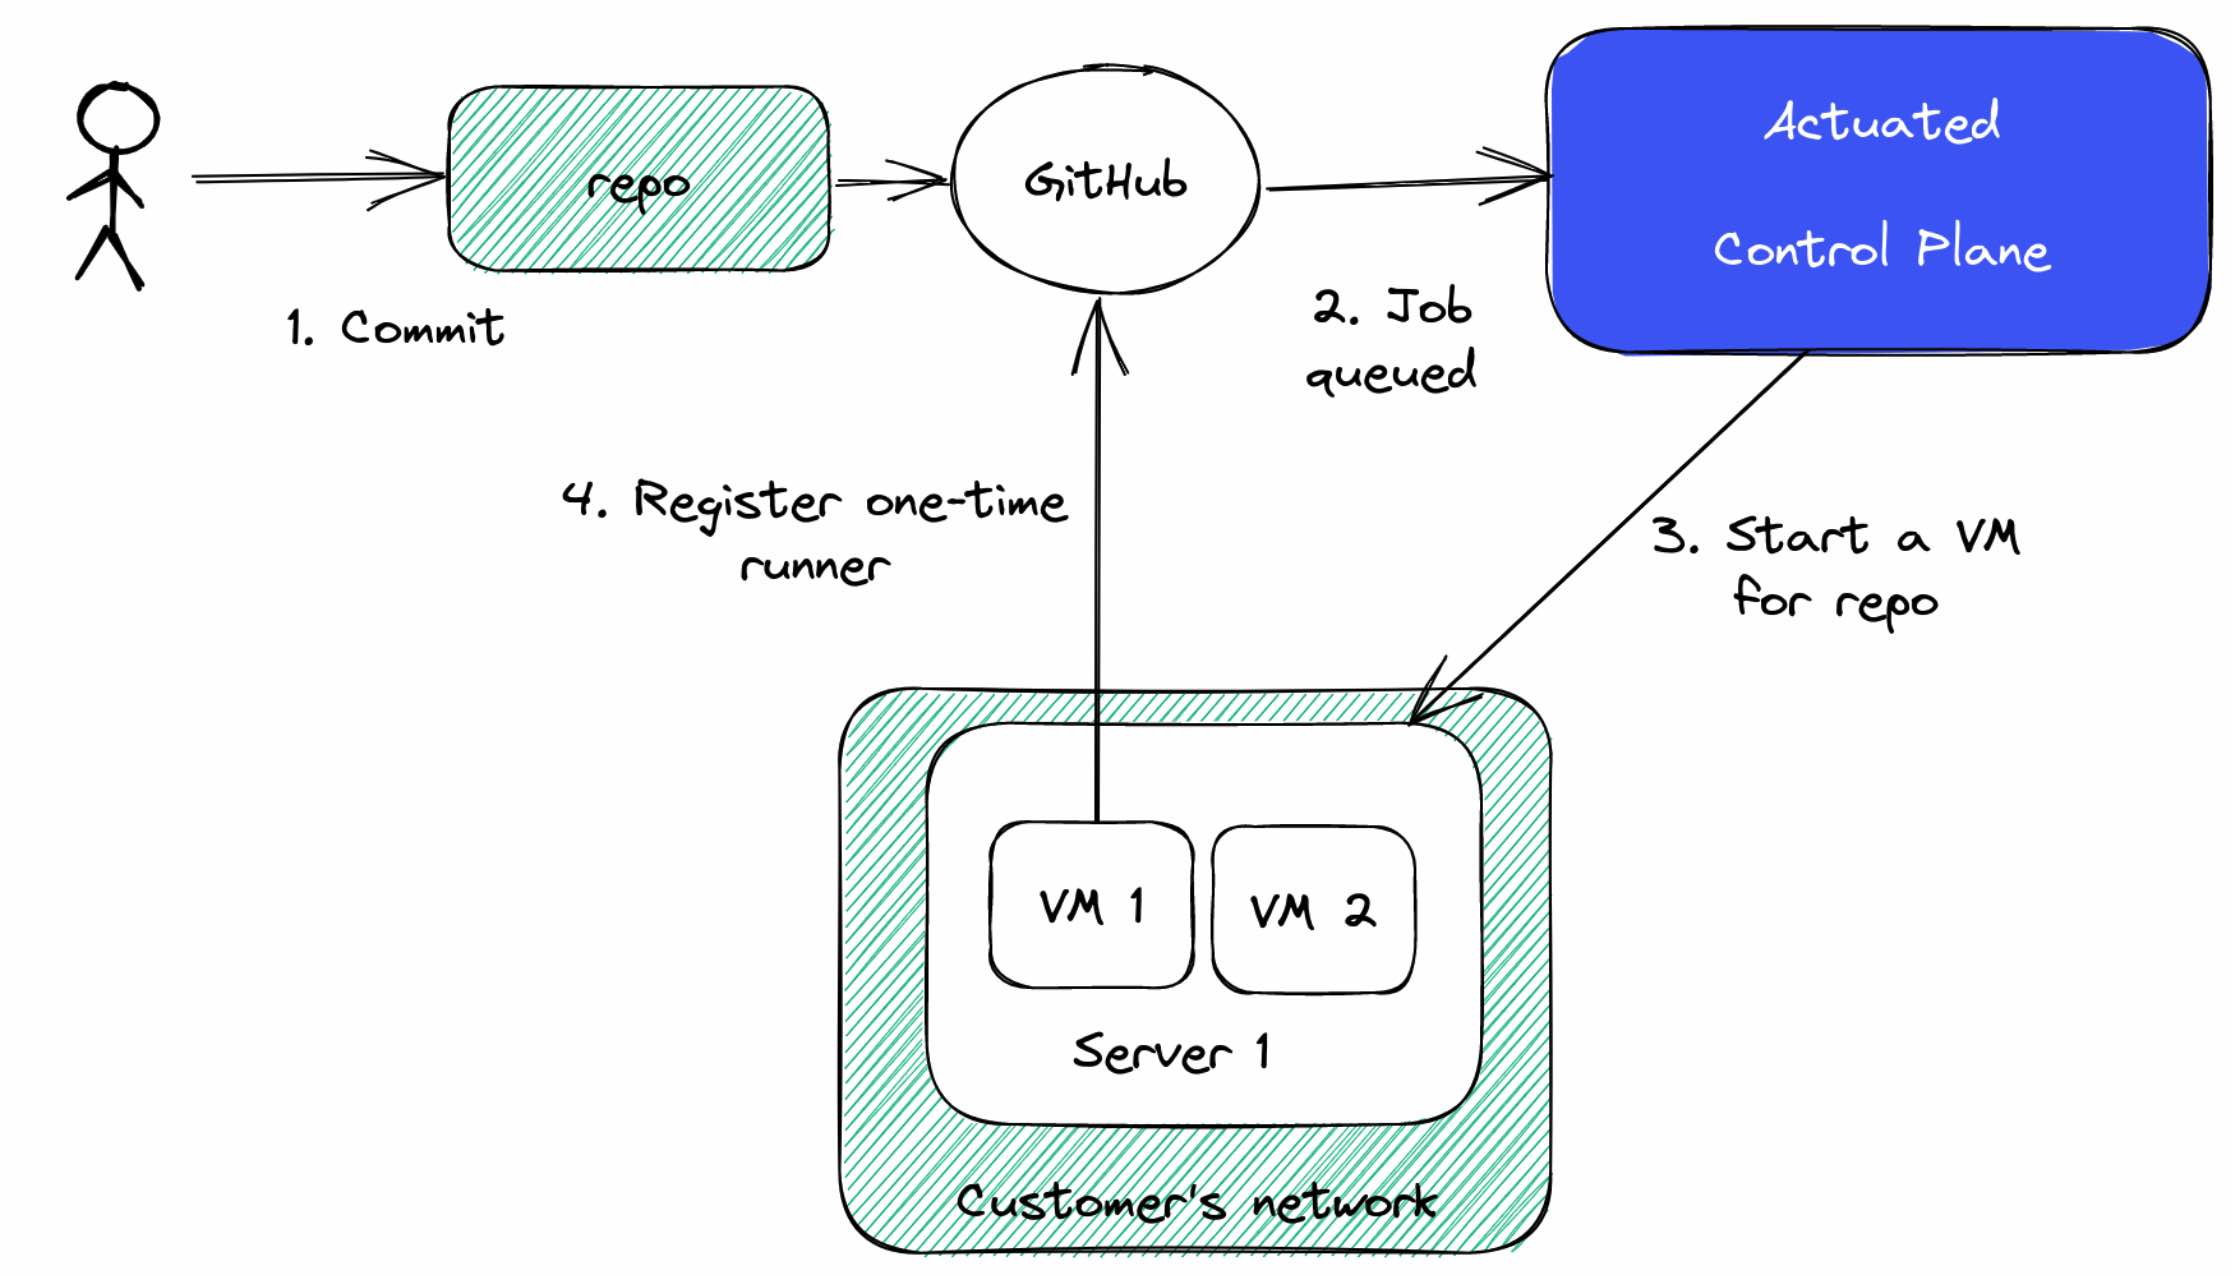 repo
GitHub
Actuated
Control Plane
1. Commit
2. Job
queued
4. Register one-time
runner
3. Start a VM
for repo
VM 1
VM 2
Server 1
Customer's network